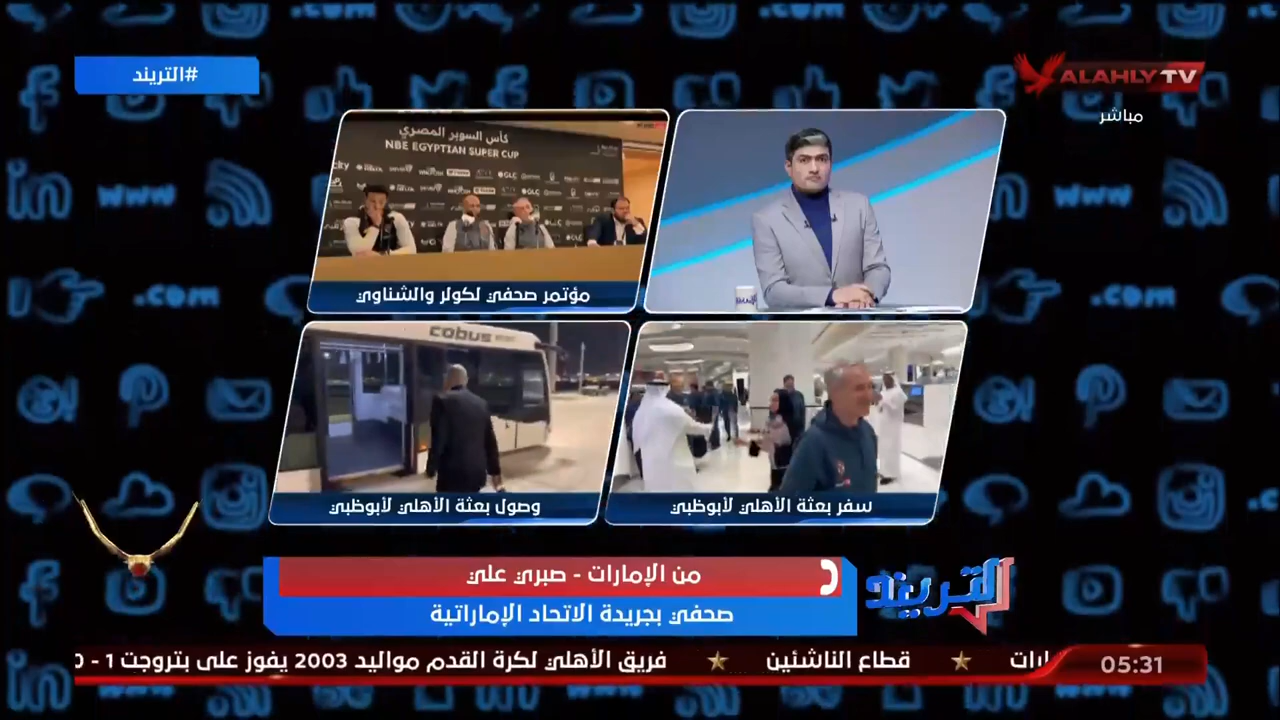 #التريند
ALAHLY TV
مباشر
كأس السوبر المصري
NBE EGYPTIAN SUPER CUP
مؤتمر صحفي لكولر والشناوي
cobus
وصول بعثة الأهلي لأبوظبي
سفر بعثة الأهلي لأبوظبي
من الإمارات - صبري علي
صحفي بجريدة الاتحاد الإماراتية
التريند
قطاع الناشئين ★ فريق الأهلي لكرة القدم مواليد 2003 يفوز على بتروجت 1 - 0
05:31